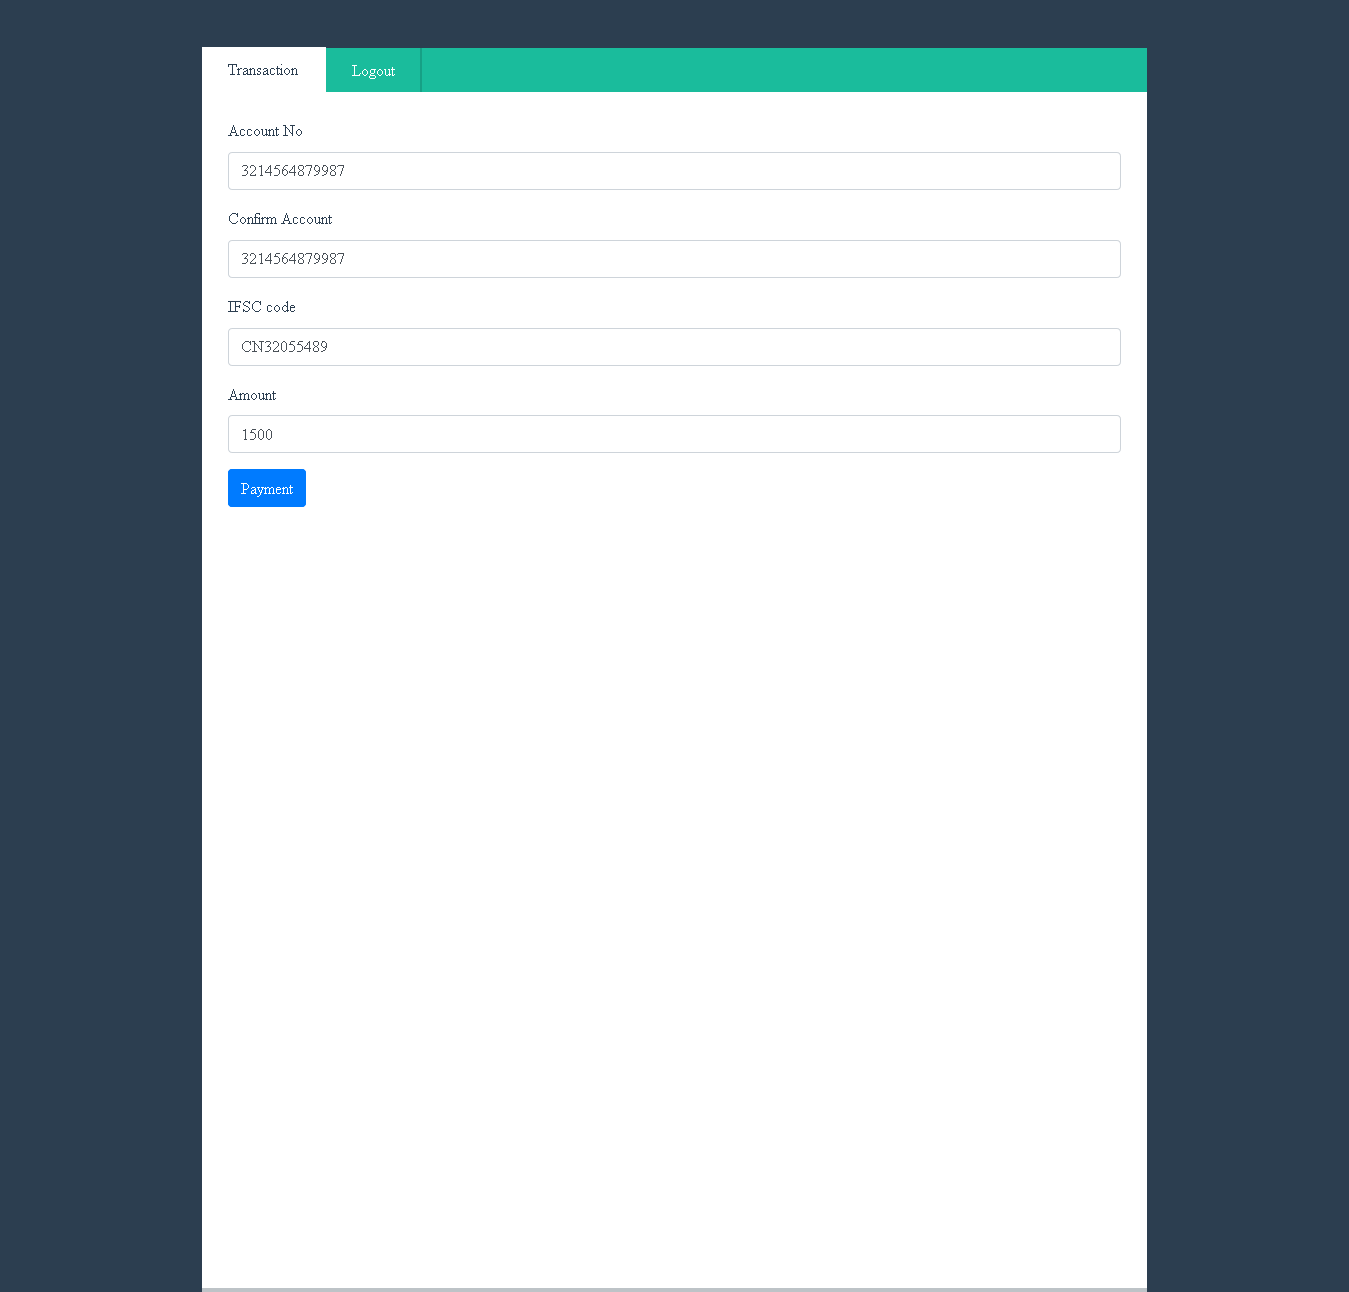 Transaction
Logout
Account No
3214564879987
Confirm Account
3214564879987
IFSC code
CN32055489
Amount
1500
Payment